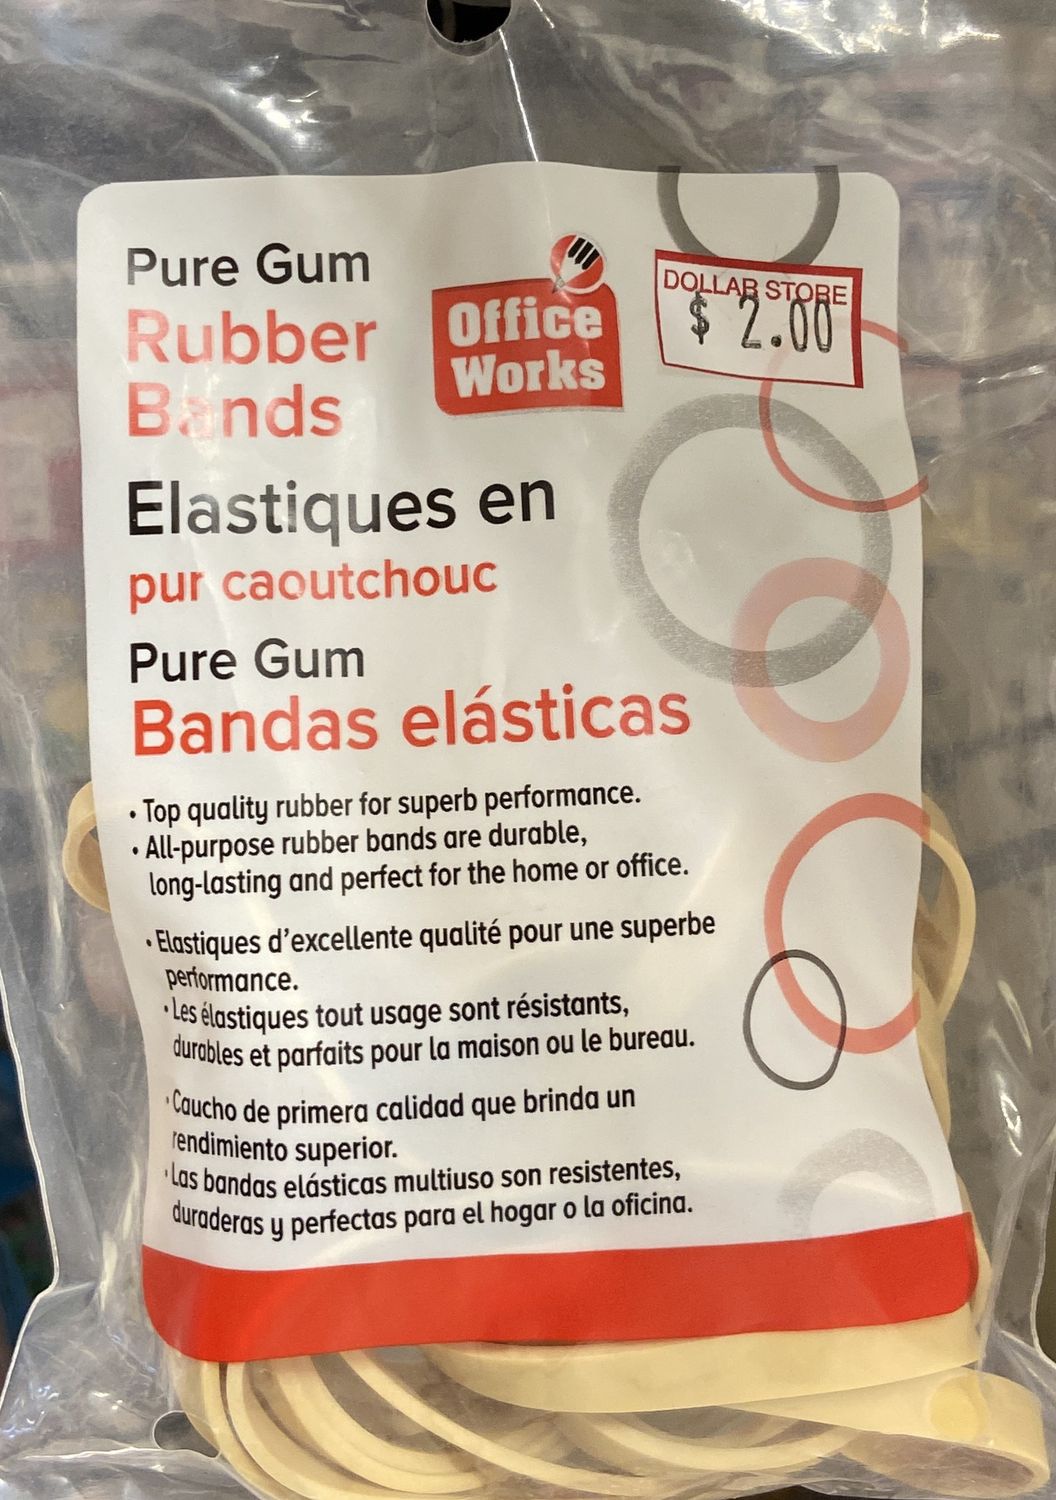 Pure Gum
Rubber
Bands
Office
Works
DOLLAR STORE
$ 2.00
Elastiques en
pur caoutchouc
Pure Gum
Bandas elásticas
• Top quality rubber for superb performance.
• All-purpose rubber bands are durable,
long-lasting and perfect for the home or office.
• Elastiques d'excellente qualité pour une superbe
performance.
• Les élastiques tout usage sont résistants,
durables et parfaits pour la maison ou le bureau.
• Caucho de primera calidad que brinda un
rendimiento superior.
• Las bandas elásticas multiuso son resistentes,
duraderas y perfectas para el hogar o la oficina.